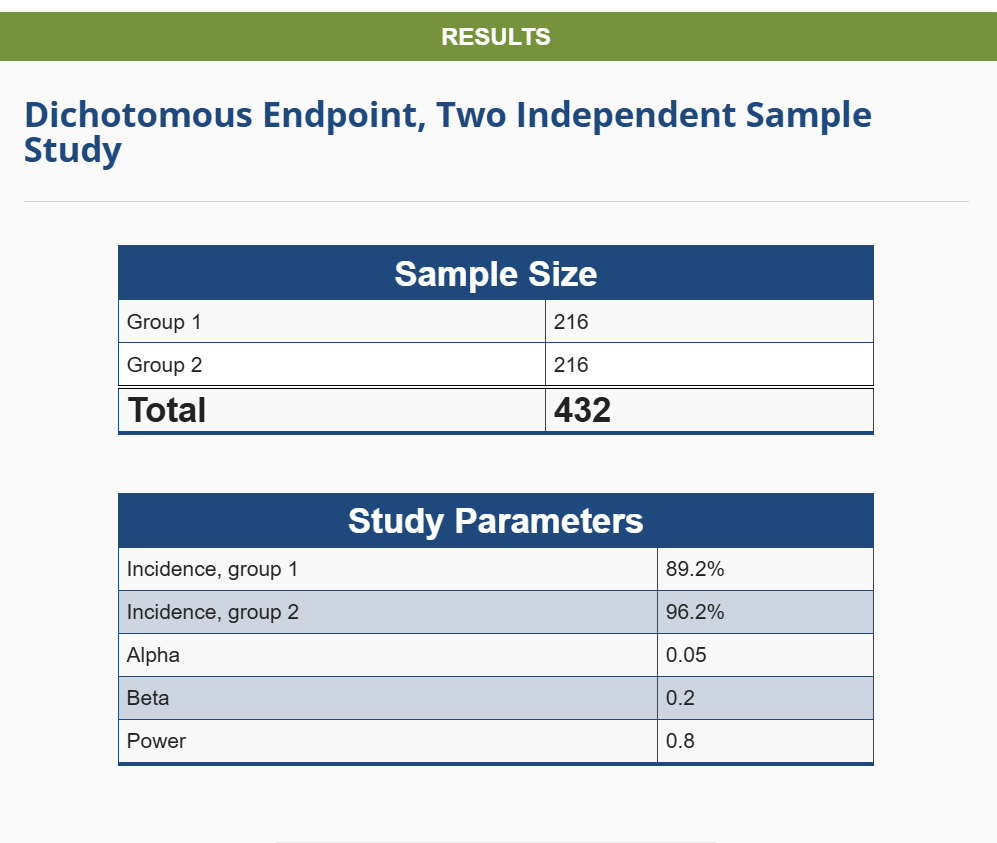 RESULTS
Dichotomous Endpoint, Two Independent Sample
Study
Sample Size
Group 1 216
Group 2 216
Total 432
Study Parameters
Incidence, group 1 89.2%
Incidence, group 2 96.2%
Alpha 0.05
Beta 0.2
Power 0.8